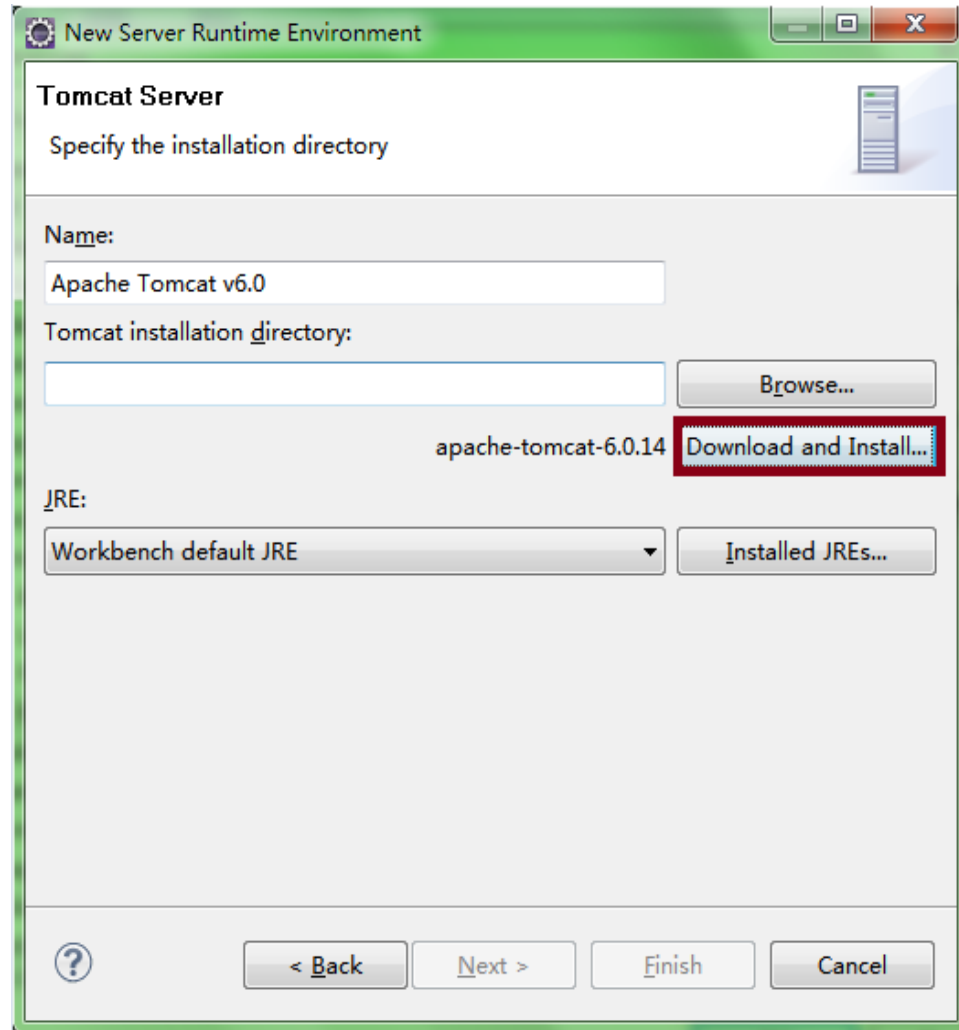 New Server Runtime Environment
Tomcat Server
Specify the installation directory
Name:
Apache Tomcat v6.0
Tomcat installation directory:
Browse...
apache-tomcat-6.0.14 Download and Install...
JRE:
Workbench default JRE Installed JREs...
?
< Back Next > Finish Cancel